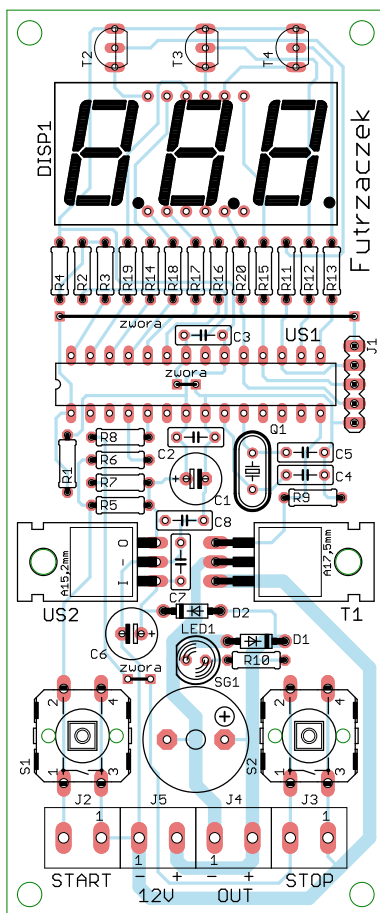 T2 T3 T4
DISP1
Futrzaczek
R4 R2 R3 R19 R14 R18 R17 R16 R20 R15 R11 R12 R13
zwora US1
C3
J1
zwora
Q1
R8
R6
R7
R5
R1
C2
+
C1
C5
C4
R9
C8
A15,2mm
I - O
C7
A17,5mm
US2 T1
D2
LED1
C6
+
D1
R10
zwora
SG1
+
2 4
S1
1 3
2 4
S2
1 3
J2 J5 J4 J3
1 1 1 1
- + - +
START 12V OUT STOP